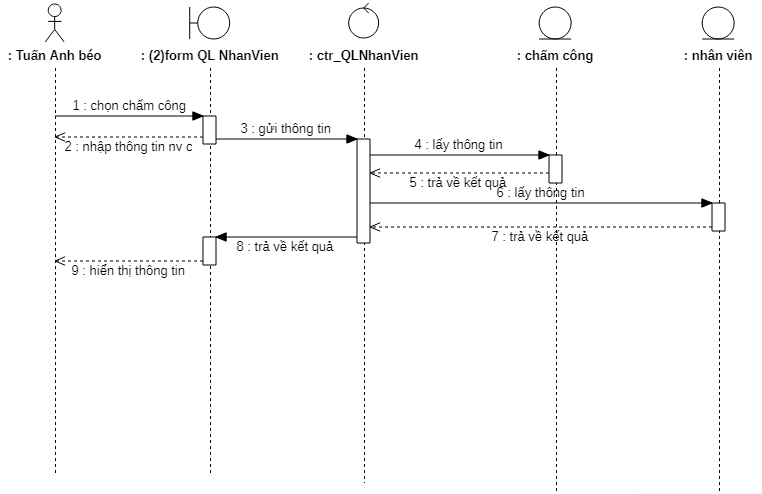 : Tuấn Anh béo
: (2)form QL NhanVien
: ctr_QLNhanVien
: chấm công
: nhân viên
1 : chọn chấm công
2 : nhập thông tin nv c
3 : gửi thông tin
4 : lấy thông tin
5 : trả về kết quả
6 : lấy thông tin
7 : trả về kết quả
8 : trả về kết quả
9 : hiển thị thông tin